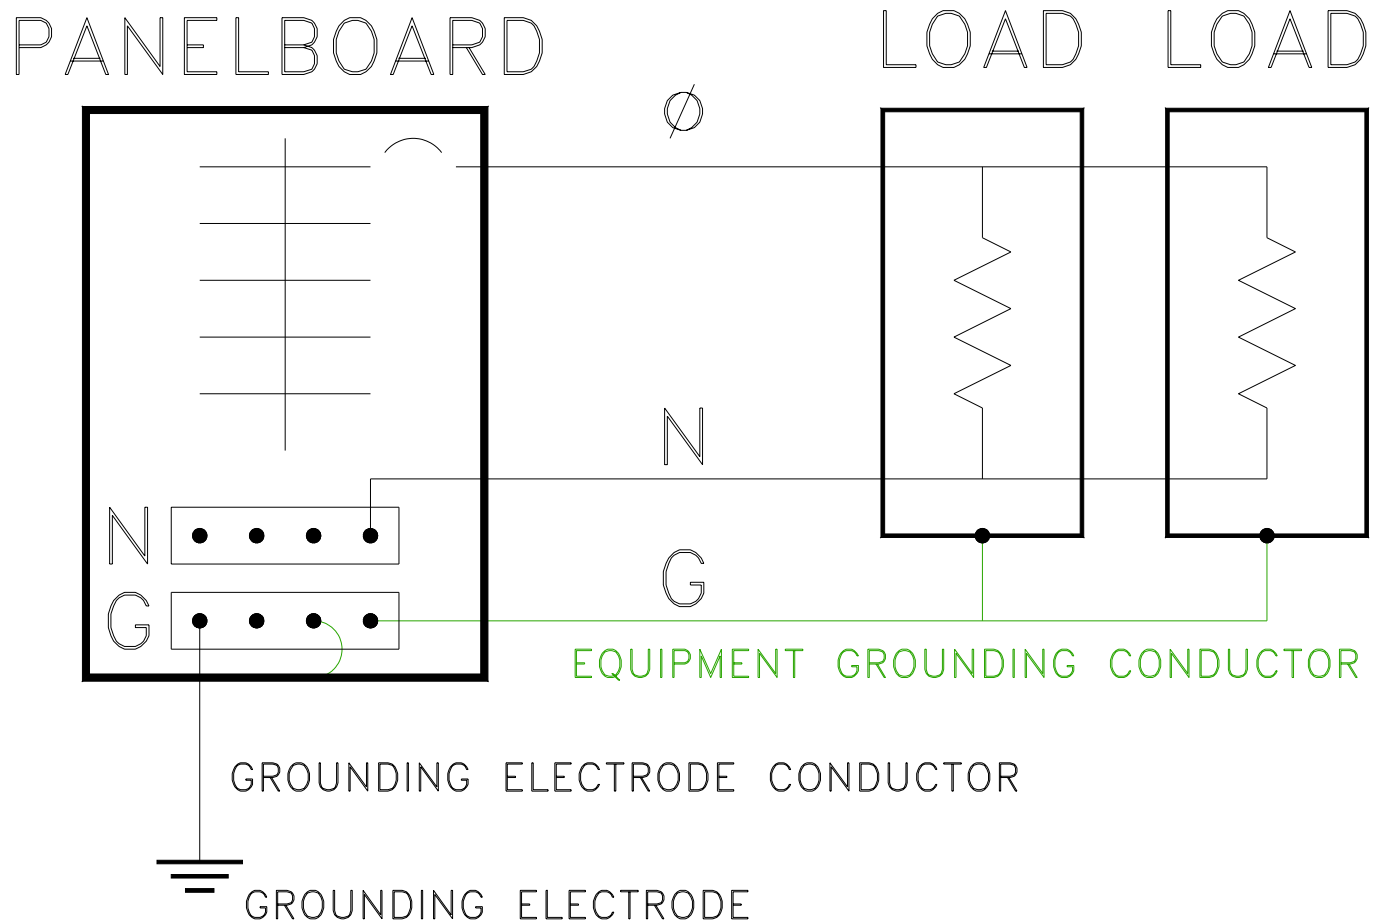 PANELBOARD LOAD LOAD
Ø
N
N
G
G
EQUIPMENT GROUNDING CONDUCTOR
GROUNDING ELECTRODE CONDUCTOR
GROUNDING ELECTRODE